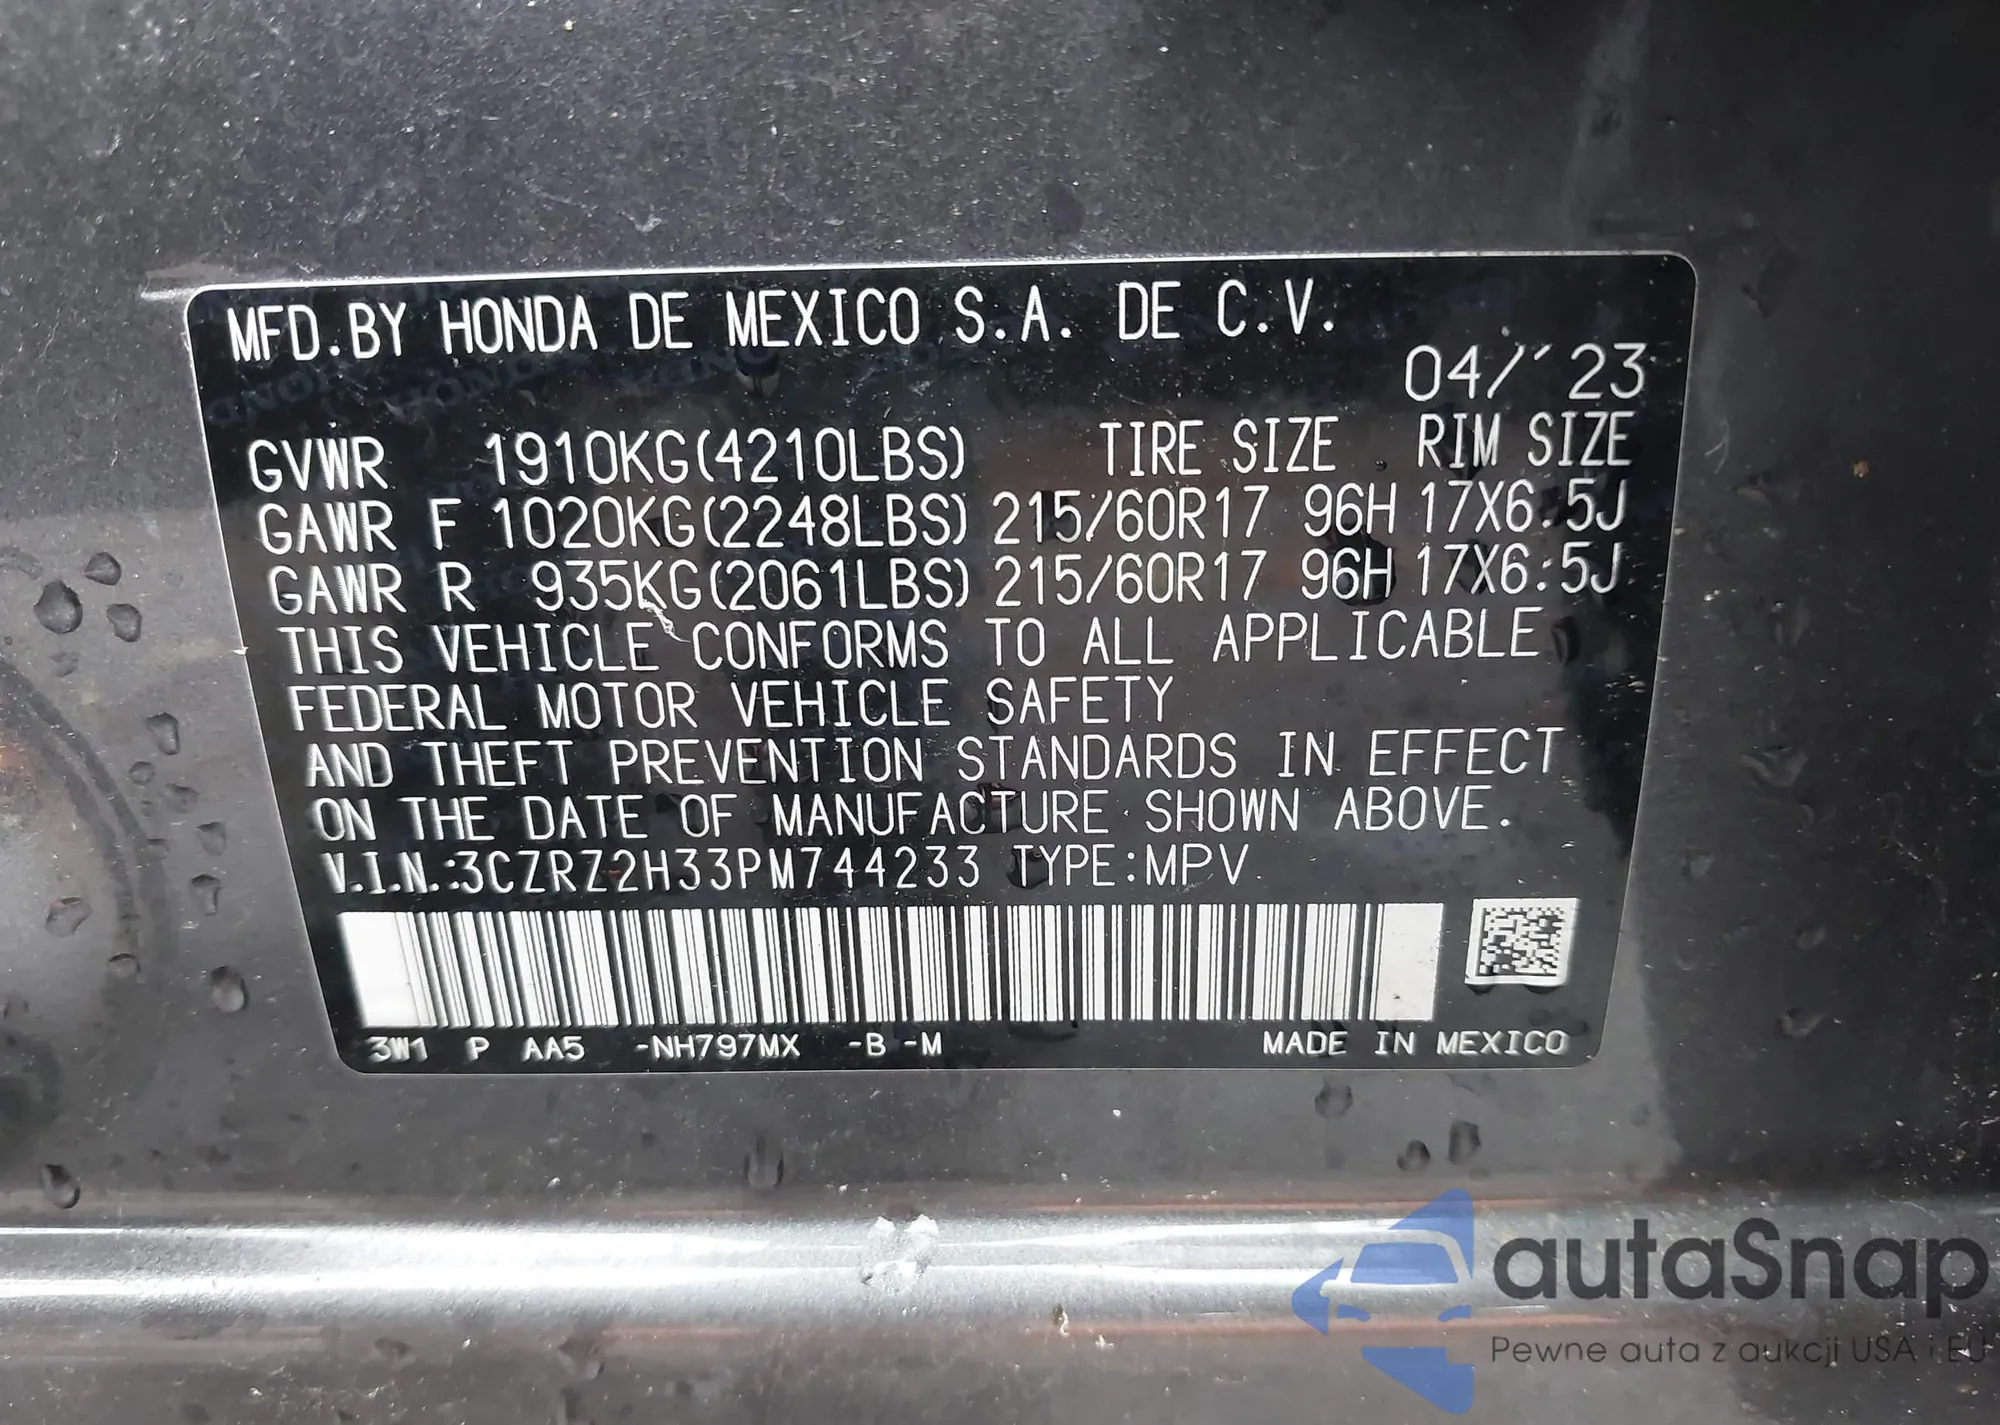 MFD.BY HONDA DE MEXICO S.A. DE C.V.
04/'23
GVWR 1910KG(4210LBS) TIRE SIZE RIM SIZE
GAWR F 1020KG(2248LBS) 215/60R17 96H 17X6.5J
GAWR R 935KG(2061LBS) 215/60R17 96H 17X6.5J
THIS VEHICLE CONFORMS TO ALL APPLICABLE
FEDERAL MOTOR VEHICLE SAFETY
AND THEFT PREVENTION STANDARDS IN EFFECT
ON THE DATE OF MANUFACTURE SHOWN ABOVE.
V.I.N.:3CZRZ2H33PM744233 TYPE:MPV
3W1 P AA5 -NH797MX -B -M MADE IN MEXICO
autaSnap
Pewne auta z aukcji USA i EU